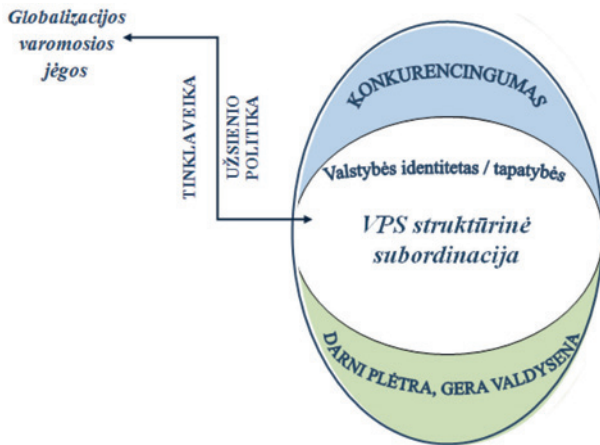 Globalizacijos
varomosios
jėgos
TINKLAVEIKA
UŽSIENIO
POLITIKA
KONKURENCINGUMAS
Valstybės identitetas / tapatybės
VPS struktūrinė
subordinacija
DARNI PLĖTRA, GERA VALDYSENA